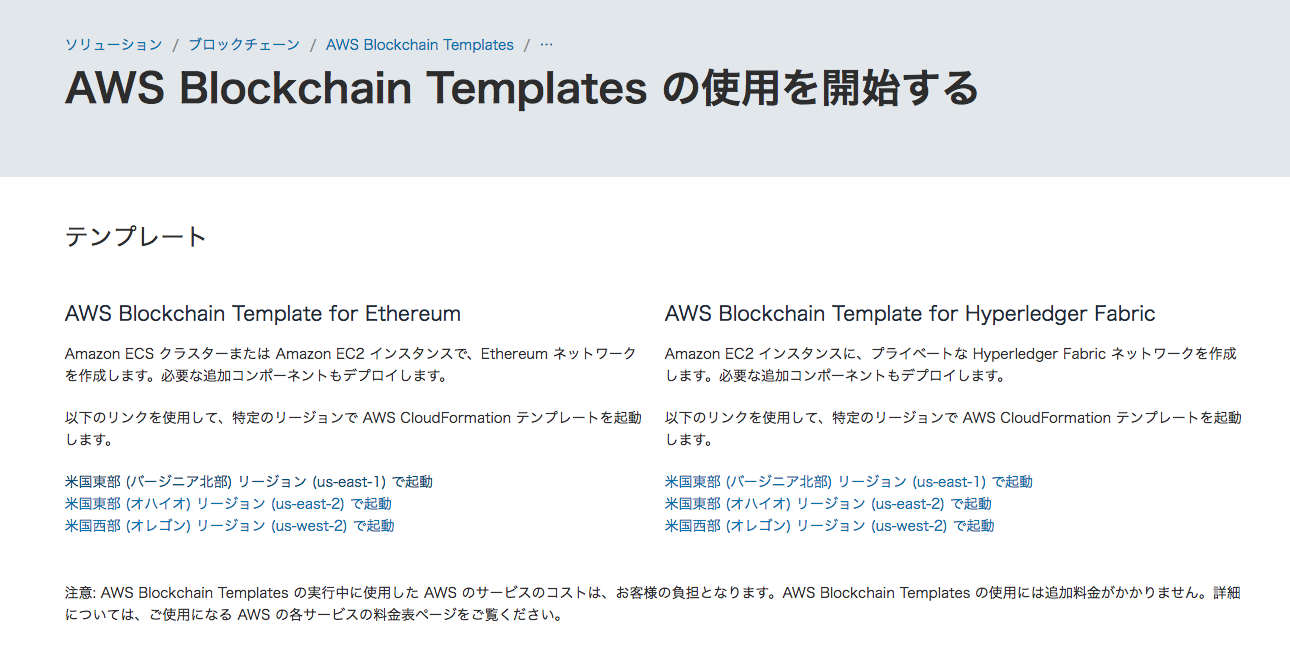 ソリューション / ブロックチェーン / AWS Blockchain Templates / …
AWS Blockchain Templates の使用を開始する
テンプレート
AWS Blockchain Template for Ethereum
Amazon ECS クラスターまたは Amazon EC2 インスタンスで、Ethereum ネットワーク
を作成します。必要な追加コンポーネントもデプロイします。
以下のリンクを使用して、特定のリージョンで AWS CloudFormation テンプレートを起動
します。
米国東部 (バージニア北部) リージョン (us-east-1) で起動
米国東部 (オハイオ) リージョン (us-east-2) で起動
米国西部 (オレゴン) リージョン (us-west-2) で起動
AWS Blockchain Template for Hyperledger Fabric
Amazon EC2 インスタンスに、プライベートな Hyperledger Fabric ネットワークを作成
します。必要な追加コンポーネントもデプロイします。
以下のリンクを使用して、特定のリージョンで AWS CloudFormation テンプレートを起動
します。
米国東部 (バージニア北部) リージョン (us-east-1) で起動
米国東部 (オハイオ) リージョン (us-east-2) で起動
米国西部 (オレゴン) リージョン (us-west-2) で起動
注意: AWS Blockchain Templates の実行中に使用した AWS のサービスのコストは、お客様の負担となります。AWS Blockchain Templates の使用には追加料金がかかりません。詳細
については、ご使用になる AWS の各サービスの料金表ページをご覧ください。